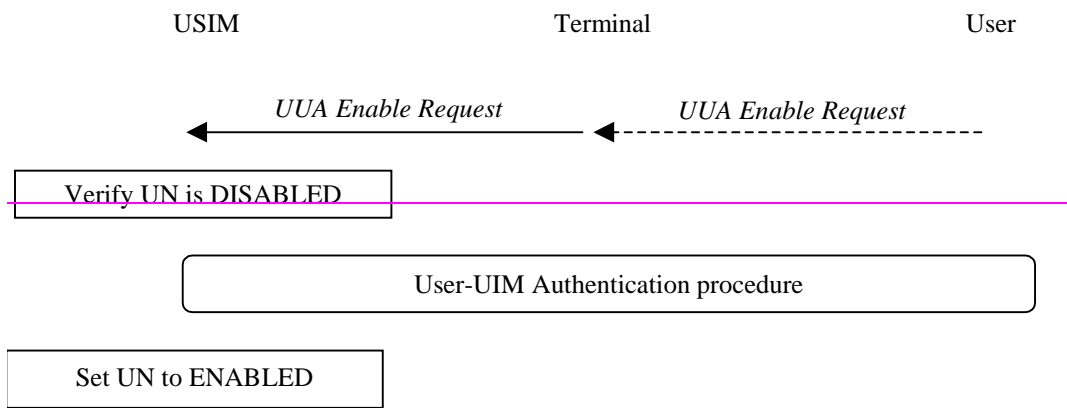 USIM Terminal User
UUA Enable Request UUA Enable Request
Verify UN is DISABLED
User-UIM Authentication procedure
Set UN to ENABLED